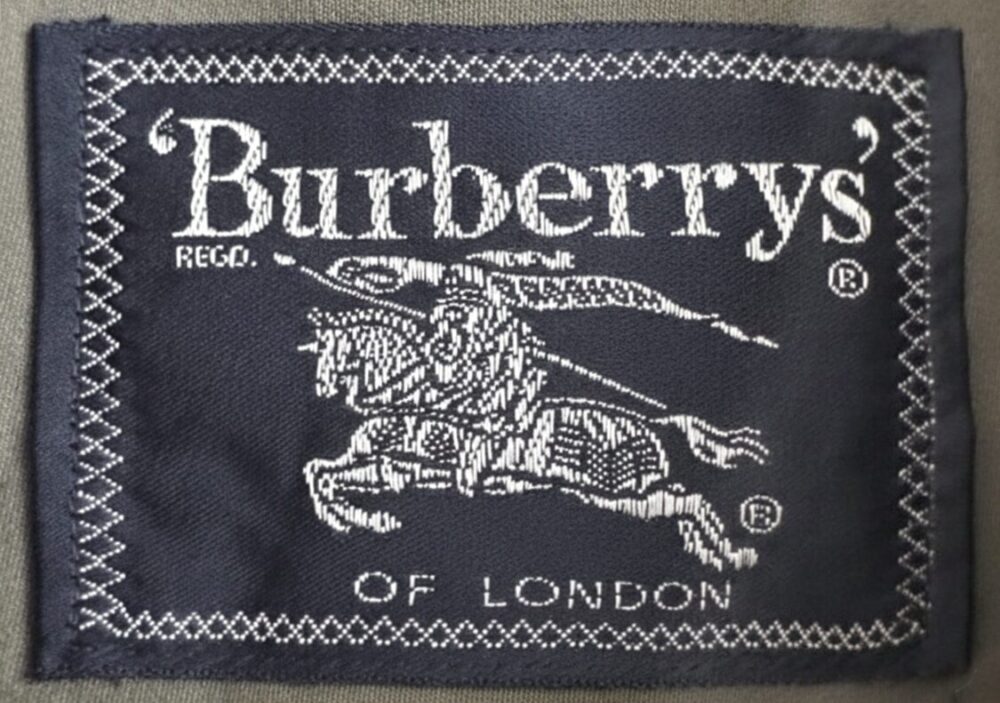 'Burberrys'
REGD.
®
®
OF LONDON